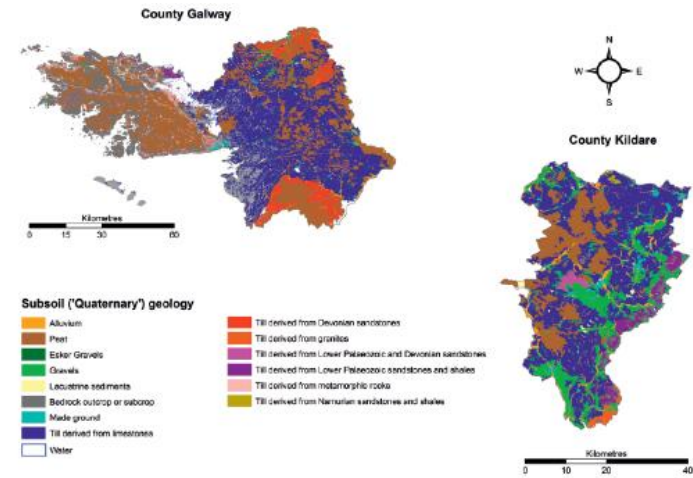 County Galway
N
W E
S
County Kildare
Kilometres
0 15 30 60
Subsoil ('Quaternary') geology
Alluvium
Peat
Esker Gravels
Gravels
Lacustrine sediments
Bedrock outcrop or subcrop
Made ground
Till derived from limestones
Water
Till derived from Devonian sandstones
Till derived from granites
Till derived from Lower Palaeozoic and Devonian sandstones
Till derived from Lower Palaeozoic sandstones and shales
Till derived from metamorphic rocks
Till derived from Namurian sandstones and shales
Kilometres
0 10 20 40